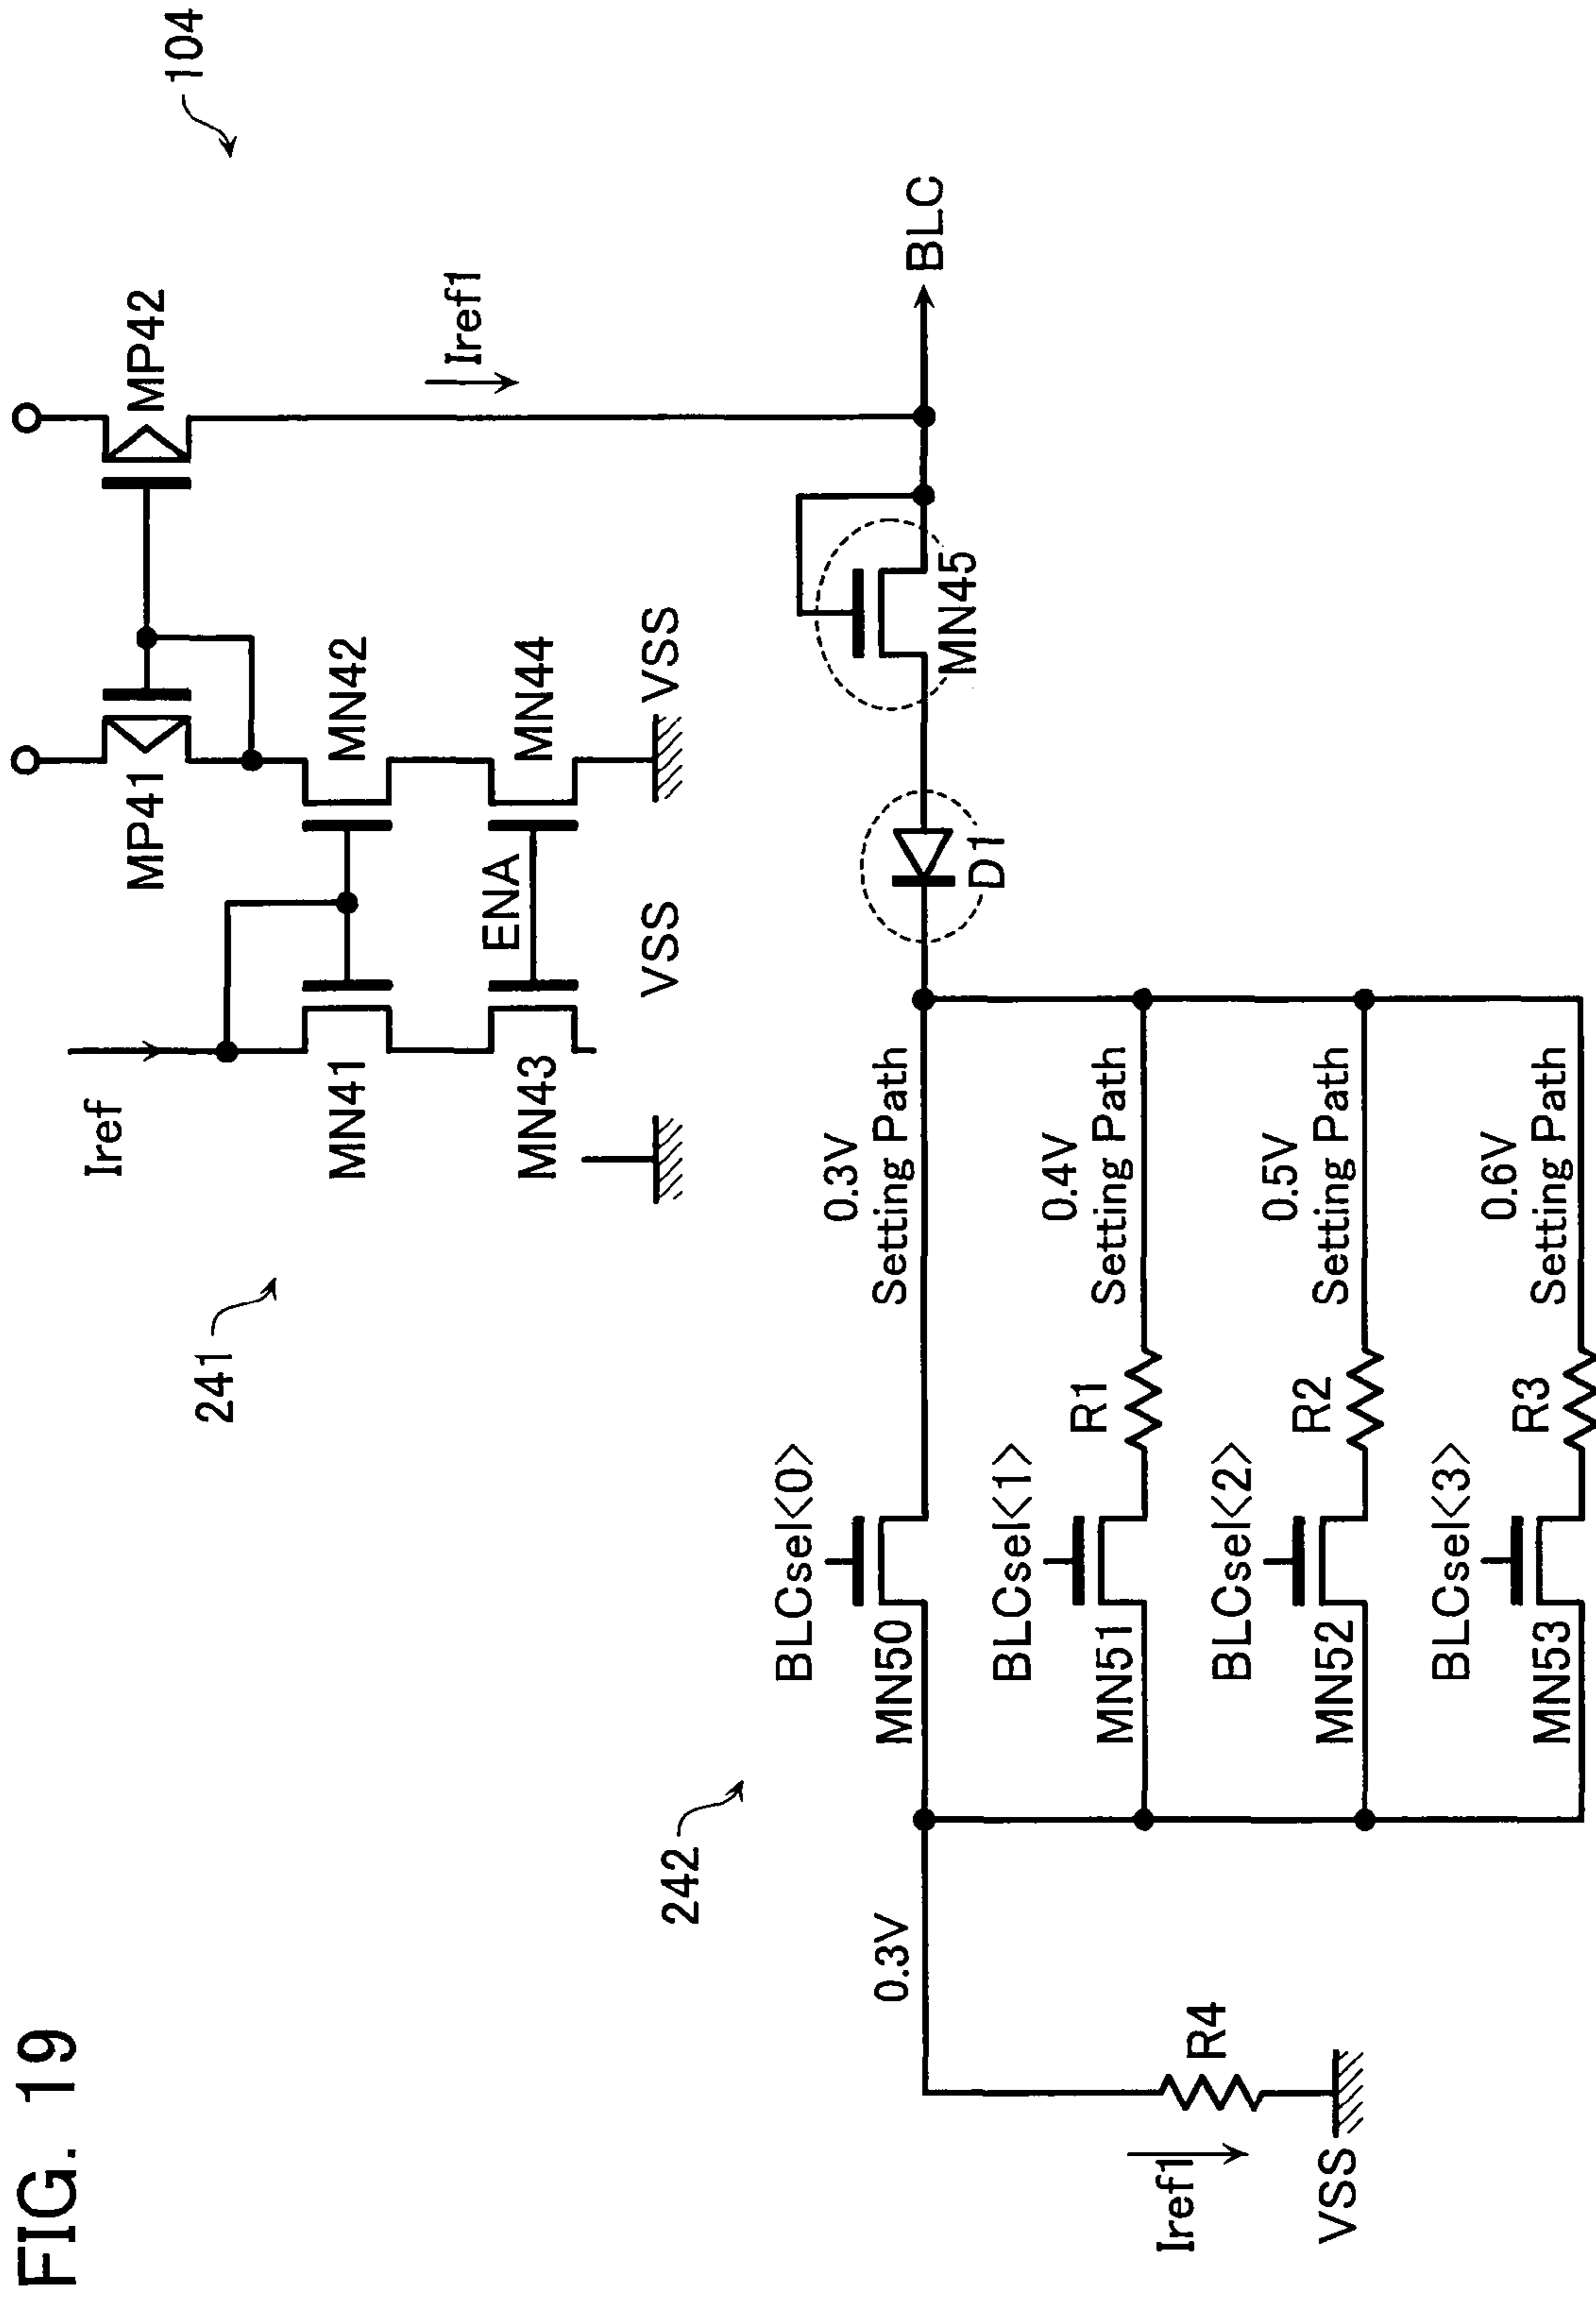 FIG. 19
104
241
Iref
MP41
MP42
Iref1
MN41
MN42
ENA
MN43
MN44
VSS
VSS
BLC
MN45
D1
242
0.3V
BLCsel<0>
MN50
0.3V
Setting Path
BLCsel<1>
MN51
R1
0.4V
Setting Path
BLCsel<2>
MN52
R2
0.5V
Setting Path
BLCsel<3>
MN53
R3
0.6V
Setting Path
Iref1
R4
VSS